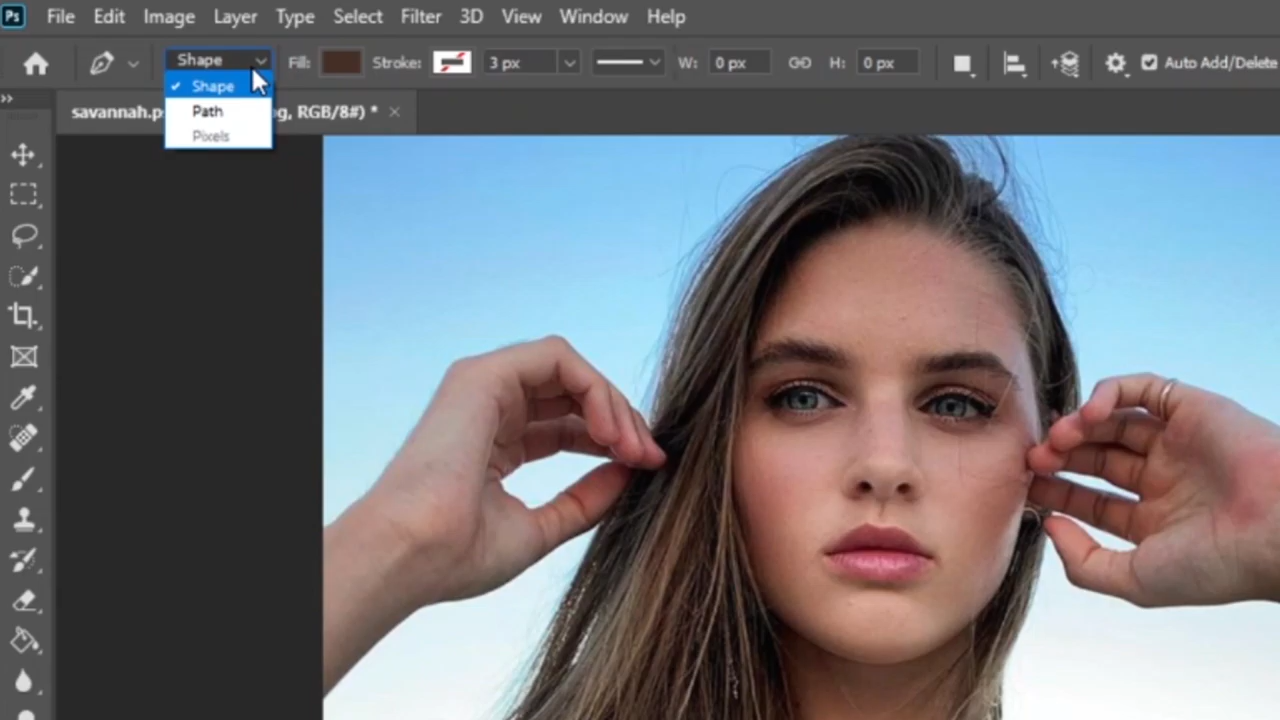 Ps File Edit Image Layer Type Select Filter 3D View Window Help
Shape Fill: Stroke: 3 px W: 0 px H: 0 px Auto Add/Delete
Shape
savannah.p g, RGB/8#) * ×
Path
Pixels